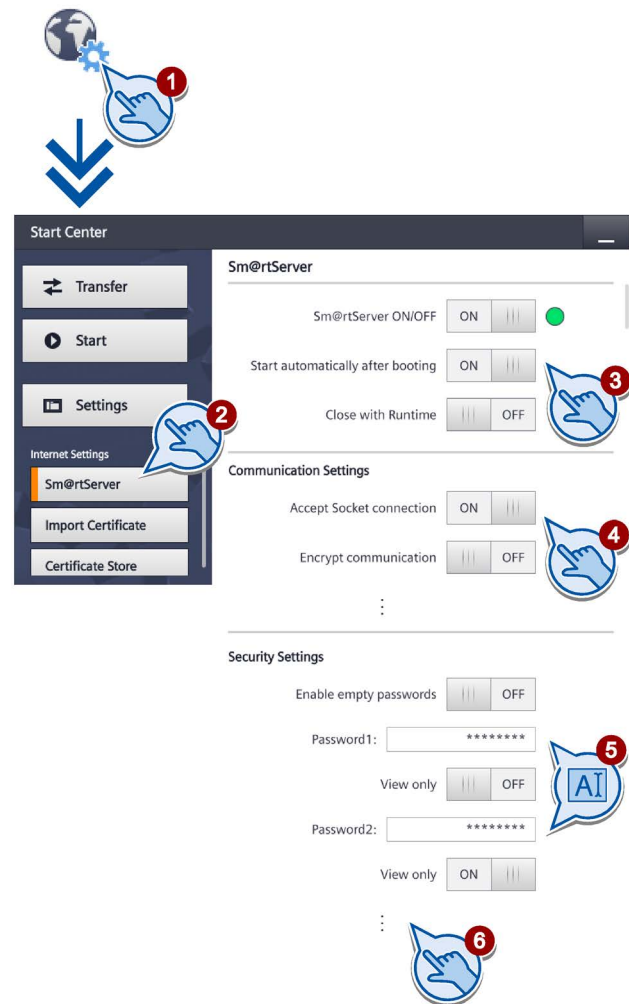 1
Start Center
Transfer
Start
Settings
2
Internet Settings
Sm@rtServer
Import Certificate
Certificate Store
Sm@rtServer
Sm@rtServer ON/OFF ON
Start automatically after booting ON
3
Close with Runtime OFF
Communication Settings
Accept Socket connection ON
4
Encrypt communication OFF
Security Settings
Enable empty passwords OFF
Password1: ********
5
View only OFF
AI
Password2: ********
View only ON
6